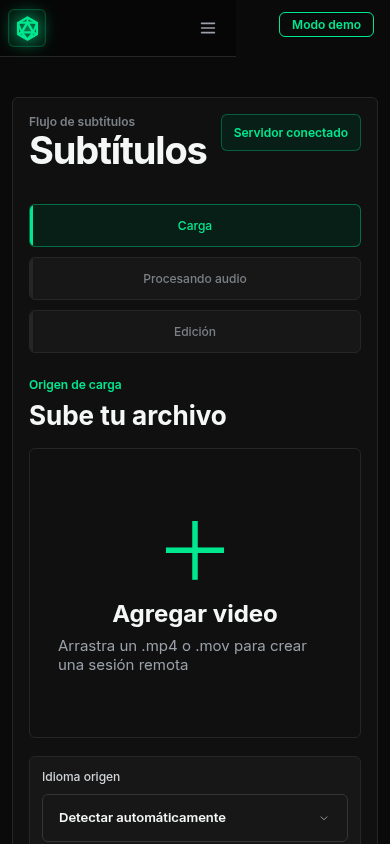 Modo demo
Flujo de subtítulos
Subtítulos
Servidor conectado
Carga
Procesando audio
Edición
Origen de carga
Sube tu archivo
Agregar video
Arrastra un .mp4 o .mov para crear
una sesión remota
Idioma origen
Detectar automáticamente